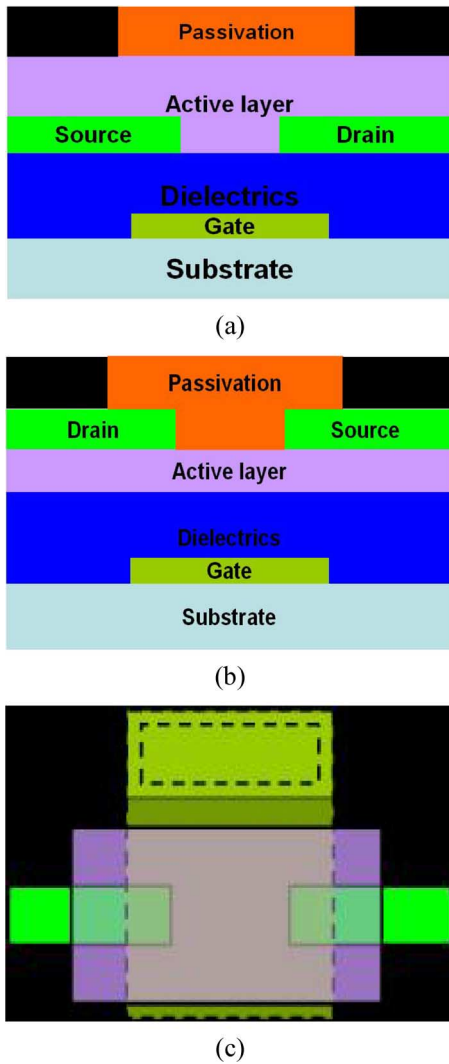 Passivation
Active layer
Source Drain
Dielectrics
Gate
Substrate
(a)
Passivation
Drain Source
Active layer
Dielectrics
Gate
Substrate
(b)
(c)